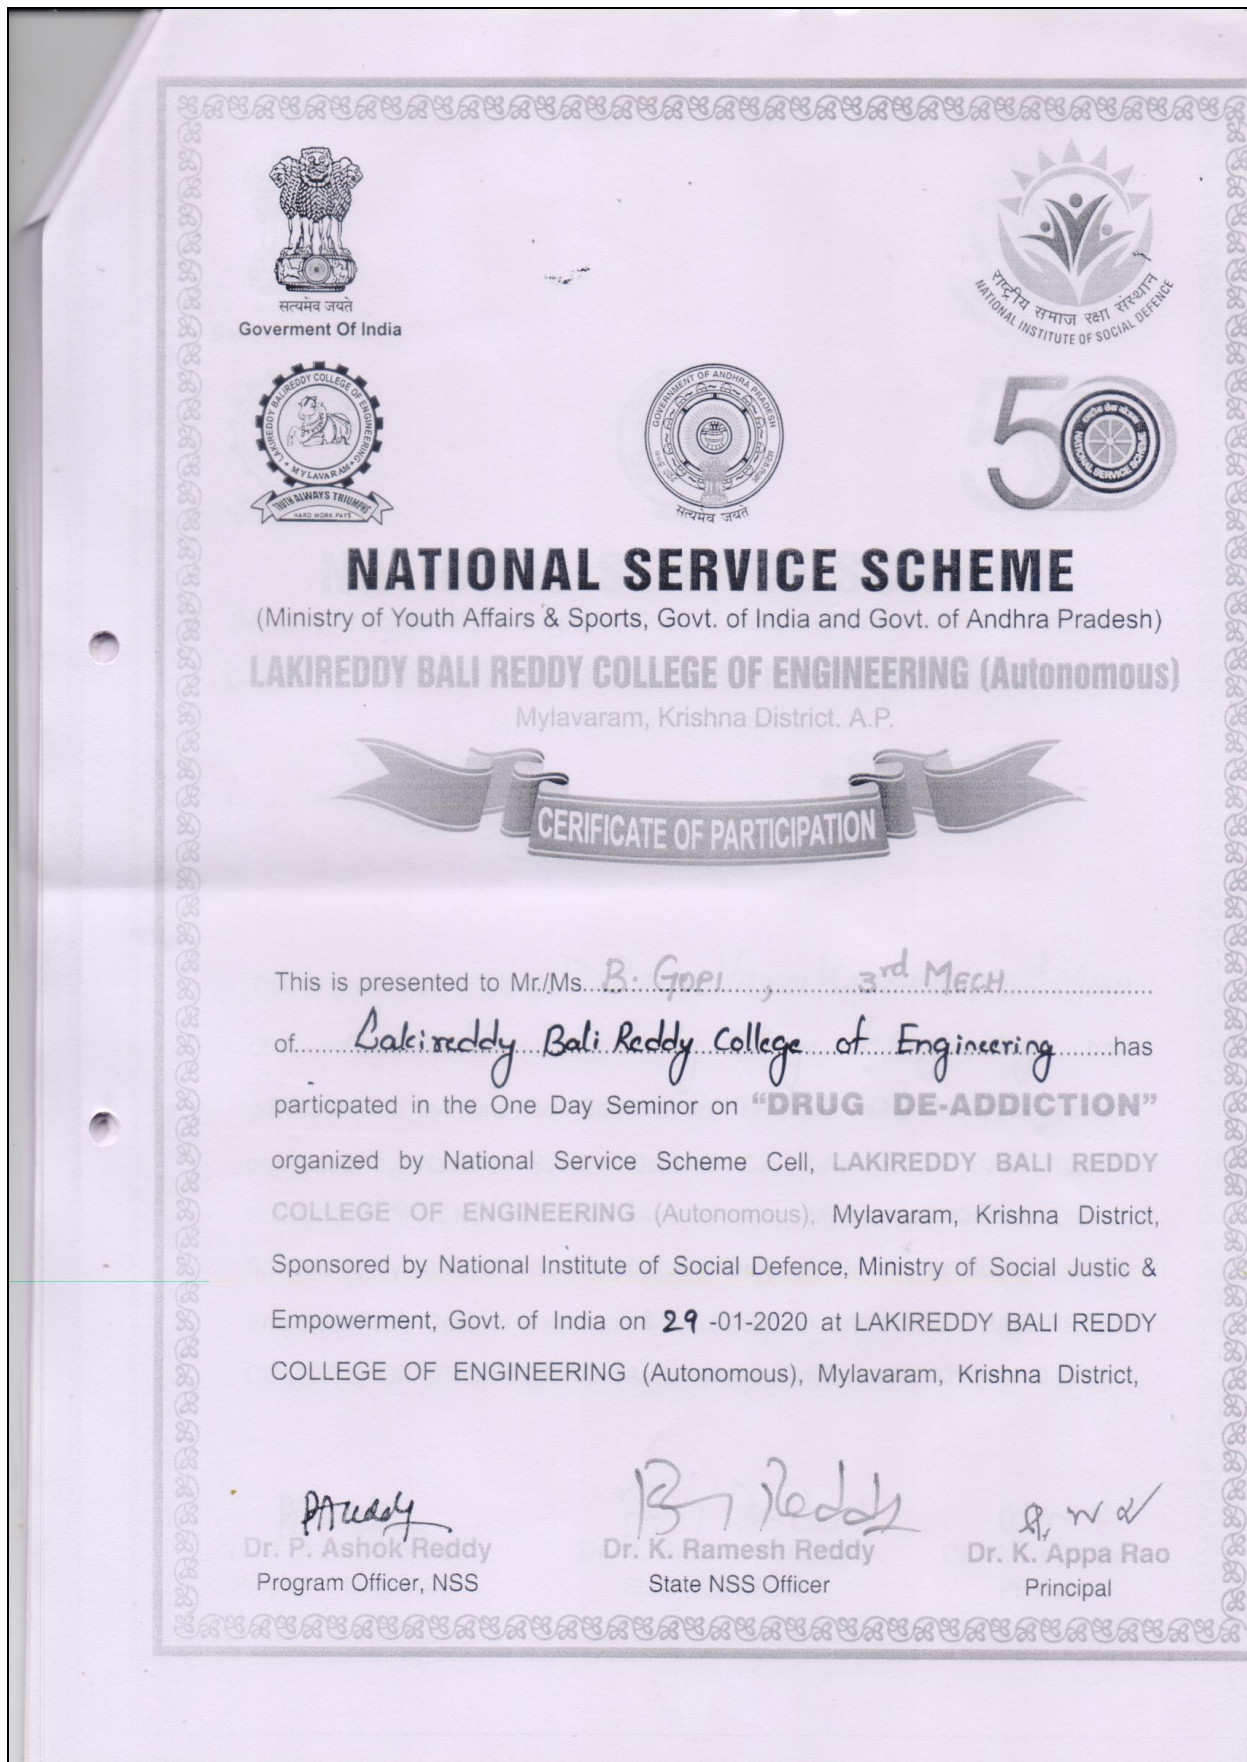 सत्यमेव जयते
Goverment Of India
राष्ट्रीय समाज रक्षा संस्थान
NATIONAL INSTITUTE OF SOCIAL DEFENCE
LAKIREDDY BALIREDDY COLLEGE OF ENGINEERING
* MYLAVARAM *
TRUTH ALWAYS TRIUMPHS
HARD WORK PAYS
GOVERNMENT OF ANDHRA PRADESH
सत्यमेव जयते
50
NATIONAL SERVICE SCHEME
NATIONAL SERVICE SCHEME
(Ministry of Youth Affairs & Sports, Govt. of India and Govt. of Andhra Pradesh)
LAKIREDDY BALI REDDY COLLEGE OF ENGINEERING (Autonomous)
Mylavaram, Krishna District. A.P.
CERIFICATE OF PARTICIPATION
This is presented to Mr./Ms. B. GOPI, 3rd MECH
of Lakireddy Bali Reddy College of Engineering has
particpated in the One Day Seminor on “DRUG DE-ADDICTION”
organized by National Service Scheme Cell, LAKIREDDY BALI REDDY
COLLEGE OF ENGINEERING (Autonomous), Mylavaram, Krishna District,
Sponsored by National Institute of Social Defence, Ministry of Social Justic &
Empowerment, Govt. of India on 29 -01-2020 at LAKIREDDY BALI REDDY
COLLEGE OF ENGINEERING (Autonomous), Mylavaram, Krishna District,
PAreddy
Dr. P. Ashok Reddy
Program Officer, NSS
Reddy
Dr. K. Ramesh Reddy
State NSS Officer
Dr. K. Appa Rao
Principal